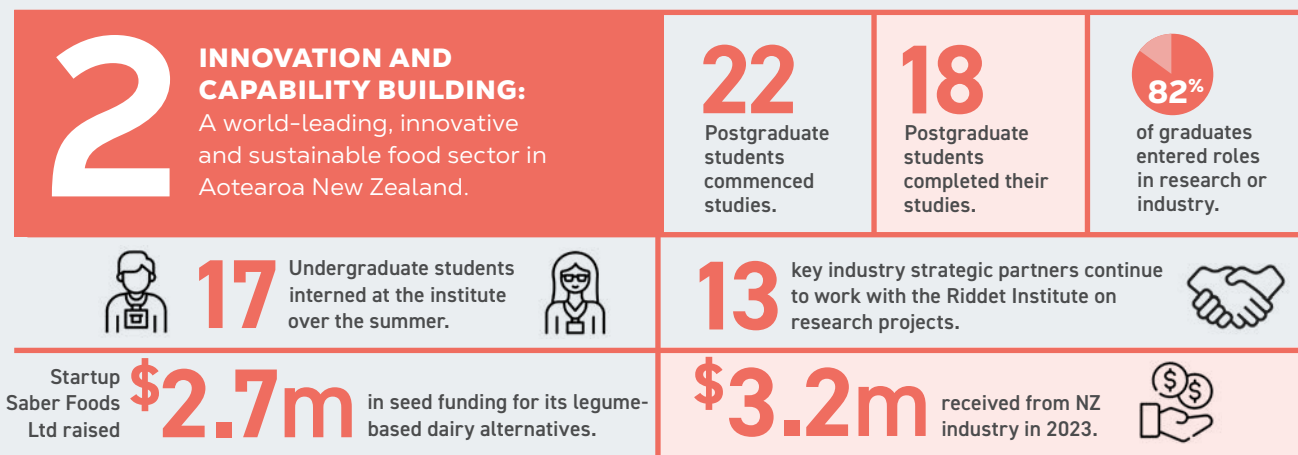 2
INNOVATION AND
CAPABILITY BUILDING:
A world-leading, innovative
and sustainable food sector in
Aotearoa New Zealand.
22
Postgraduate
students
commenced
studies.
18
Postgraduate
students
completed their
studies.
82%
of graduates
entered roles
in research or
industry.
17
Undergraduate students
interned at the institute
over the summer.
13
key industry strategic partners continue
to work with the Riddet Institute on
research projects.
Startup
Saber Foods
Ltd raised
$2.7m
in seed funding for its legume-
based dairy alternatives.
$3.2m
received from NZ
industry in 2023.
$
$